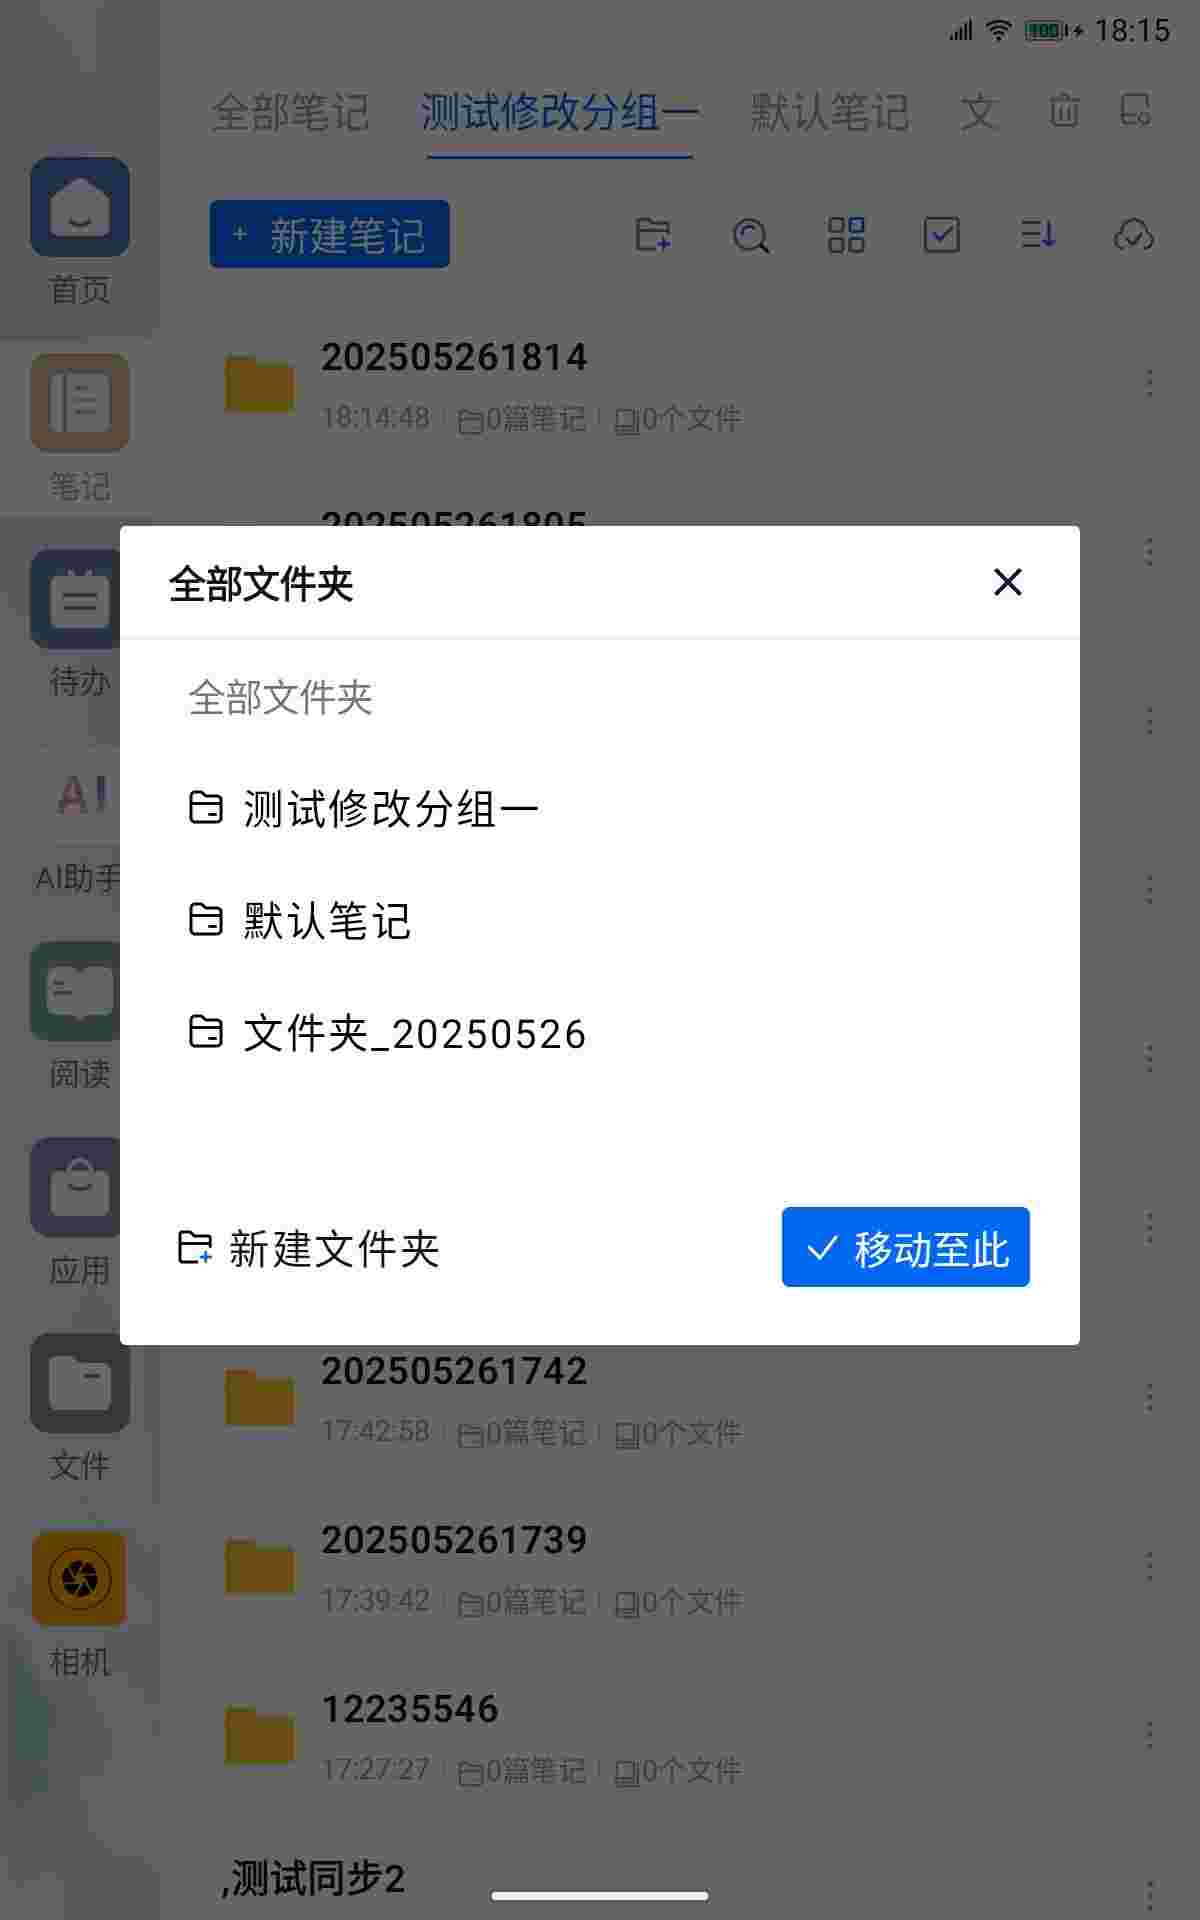 100 18:15
全部笔记 测试修改分组一 默认笔记 文
+ 新建笔记
首页
202505261814
18:14:48 0篇笔记 0个文件
笔记
202505261805
全部文件夹
全部文件夹
待办
测试修改分组一
AI
AI助手
默认笔记
文件夹_20250526
阅读
新建文件夹 移动至此
应用
202505261742
17:42:58 0篇笔记 0个文件
文件
202505261739
17:39:42 0篇笔记 0个文件
相机
12235546
17:27:27 0篇笔记 0个文件
,测试同步2